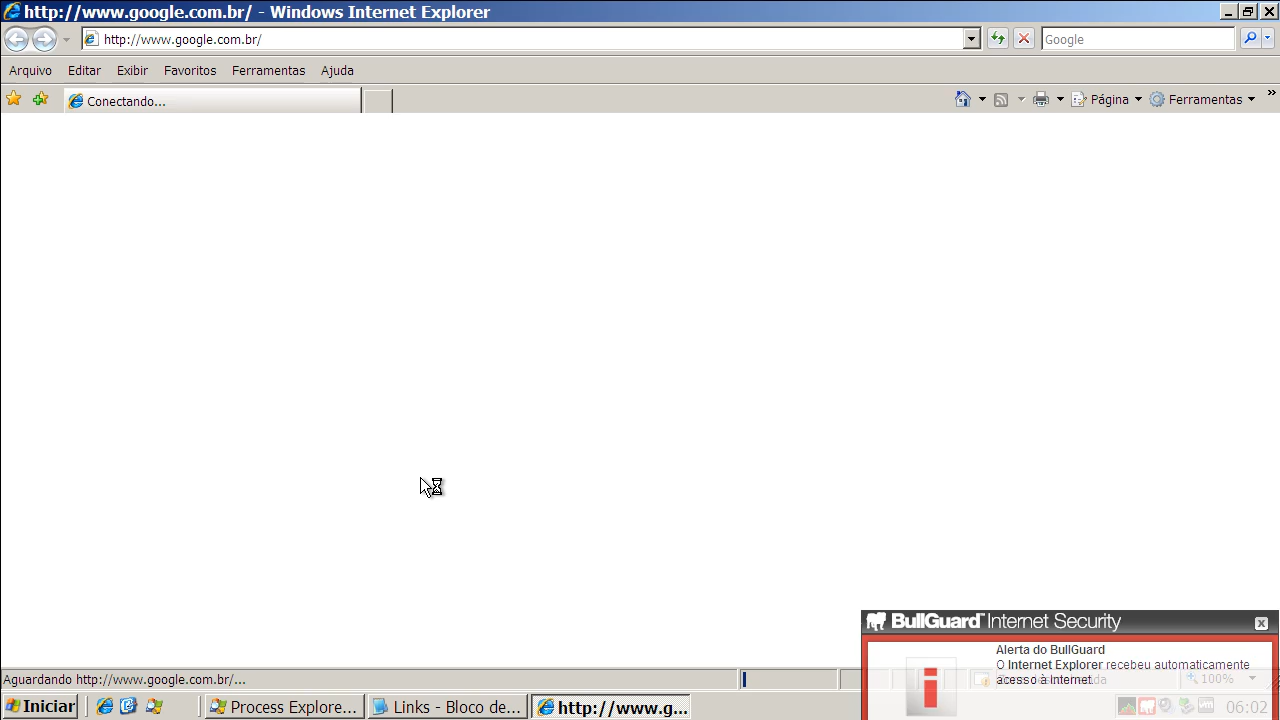 http://www.google.com.br/ - Windows Internet Explorer
http://www.google.com.br/
Google
Arquivo Editar Exibir Favoritos Ferramentas Ajuda
Conectando...
Página Ferramentas »
BullGuard Internet Security
Alerta do BullGuard
O Internet Explorer recebeu automaticamente
acesso à Internet.
Aguardando http://www.google.com.br/...
100%
Iniciar
Process Explore...
Links - Bloco de...
http://www.g...
06:02